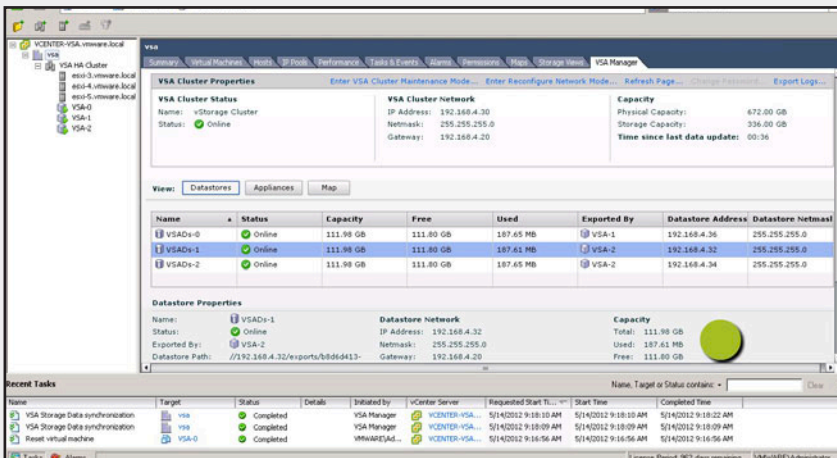 VCENTER-VSA.vmware.local
vsa
VSA HA Cluster
esxi-3.vmware.local
esxi-4.vmware.local
esxi-5.vmware.local
VSA-0
VSA-1
VSA-2
vsa
Summary Virtual Machines Hosts IP Pools Performance Tasks & Events Alarms Permissions Maps Storage Views VSA Manager
VSA Cluster Properties Enter VSA Cluster Maintenance Mode... Enter Reconfigure Network Mode... Refresh Page... Change Password... Export Logs...
VSA Cluster Status VSA Cluster Network Capacity
Name: vStorage Cluster IP Address: 192.168.4.30 Physical Capacity: 672.00 GB
Status: Online Netmask: 255.255.255.0 Storage Capacity: 336.00 GB
Gateway: 192.168.4.20 Time since last data update: 00:36
View: Datastores Appliances Map
Name Status Capacity Free Used Exported By Datastore Address Datastore Netmasl
VSADs-0 Online 111.98 GB 111.80 GB 187.65 MB VSA-1 192.168.4.36 255.255.255.0
VSADs-1 Online 111.98 GB 111.80 GB 187.61 MB VSA-2 192.168.4.32 255.255.255.0
VSADs-2 Online 111.98 GB 111.80 GB 187.65 MB VSA-2 192.168.4.34 255.255.255.0
Datastore Properties
Name: VSADs-1 Datastore Network Capacity
Status: Online IP Address: 192.168.4.32 Total: 111.98 GB
Exported By: VSA-2 Netmask: 255.255.255.0 Used: 187.61 MB
Datastore Path: //192.168.4.32/exports/b8d6d413- Gateway: 192.168.4.20 Free: 111.80 GB
Recent Tasks Name, Target or Status contains: Clear
Name Target Status Details Initiated by vCenter Server Requested Start Ti... Start Time Completed Time
VSA Storage Data synchronization vsa Completed VSA Manager VCENTER-VSA... 5/14/2012 9:18:10 AM 5/14/2012 9:18:10 AM 5/14/2012 9:18:22 AM
VSA Storage Data synchronization vsa Completed VSA Manager VCENTER-VSA... 5/14/2012 9:18:09 AM 5/14/2012 9:18:09 AM 5/14/2012 9:18:09 AM
Reset virtual machine VSA-0 Completed VMWARE\Ad... VCENTER-VSA... 5/14/2012 9:16:56 AM 5/14/2012 9:16:56 AM 5/14/2012 9:16:56 AM
Tasks Alarms License Period: 962 days remaining VMWARE\Administrator